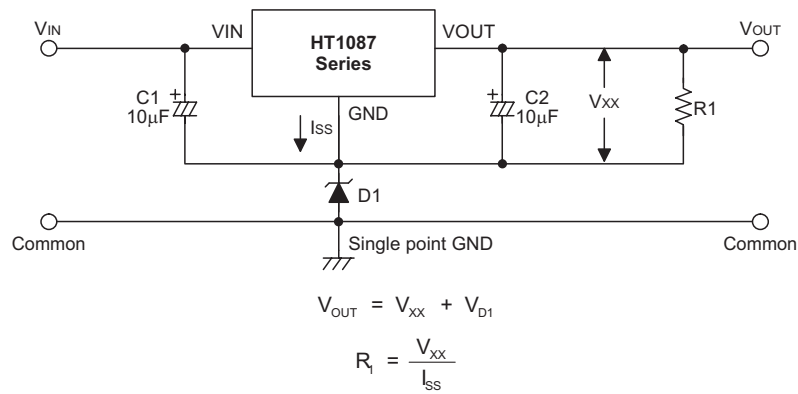 VIN
VIN
HT1087
Series
VOUT
VOUT
C1
10μF
ISS
GND
C2
10μF
VXX
R1
D1
Common
Single point GND
Common
VOUT = VXX + VD1
R1 = VXX / ISS